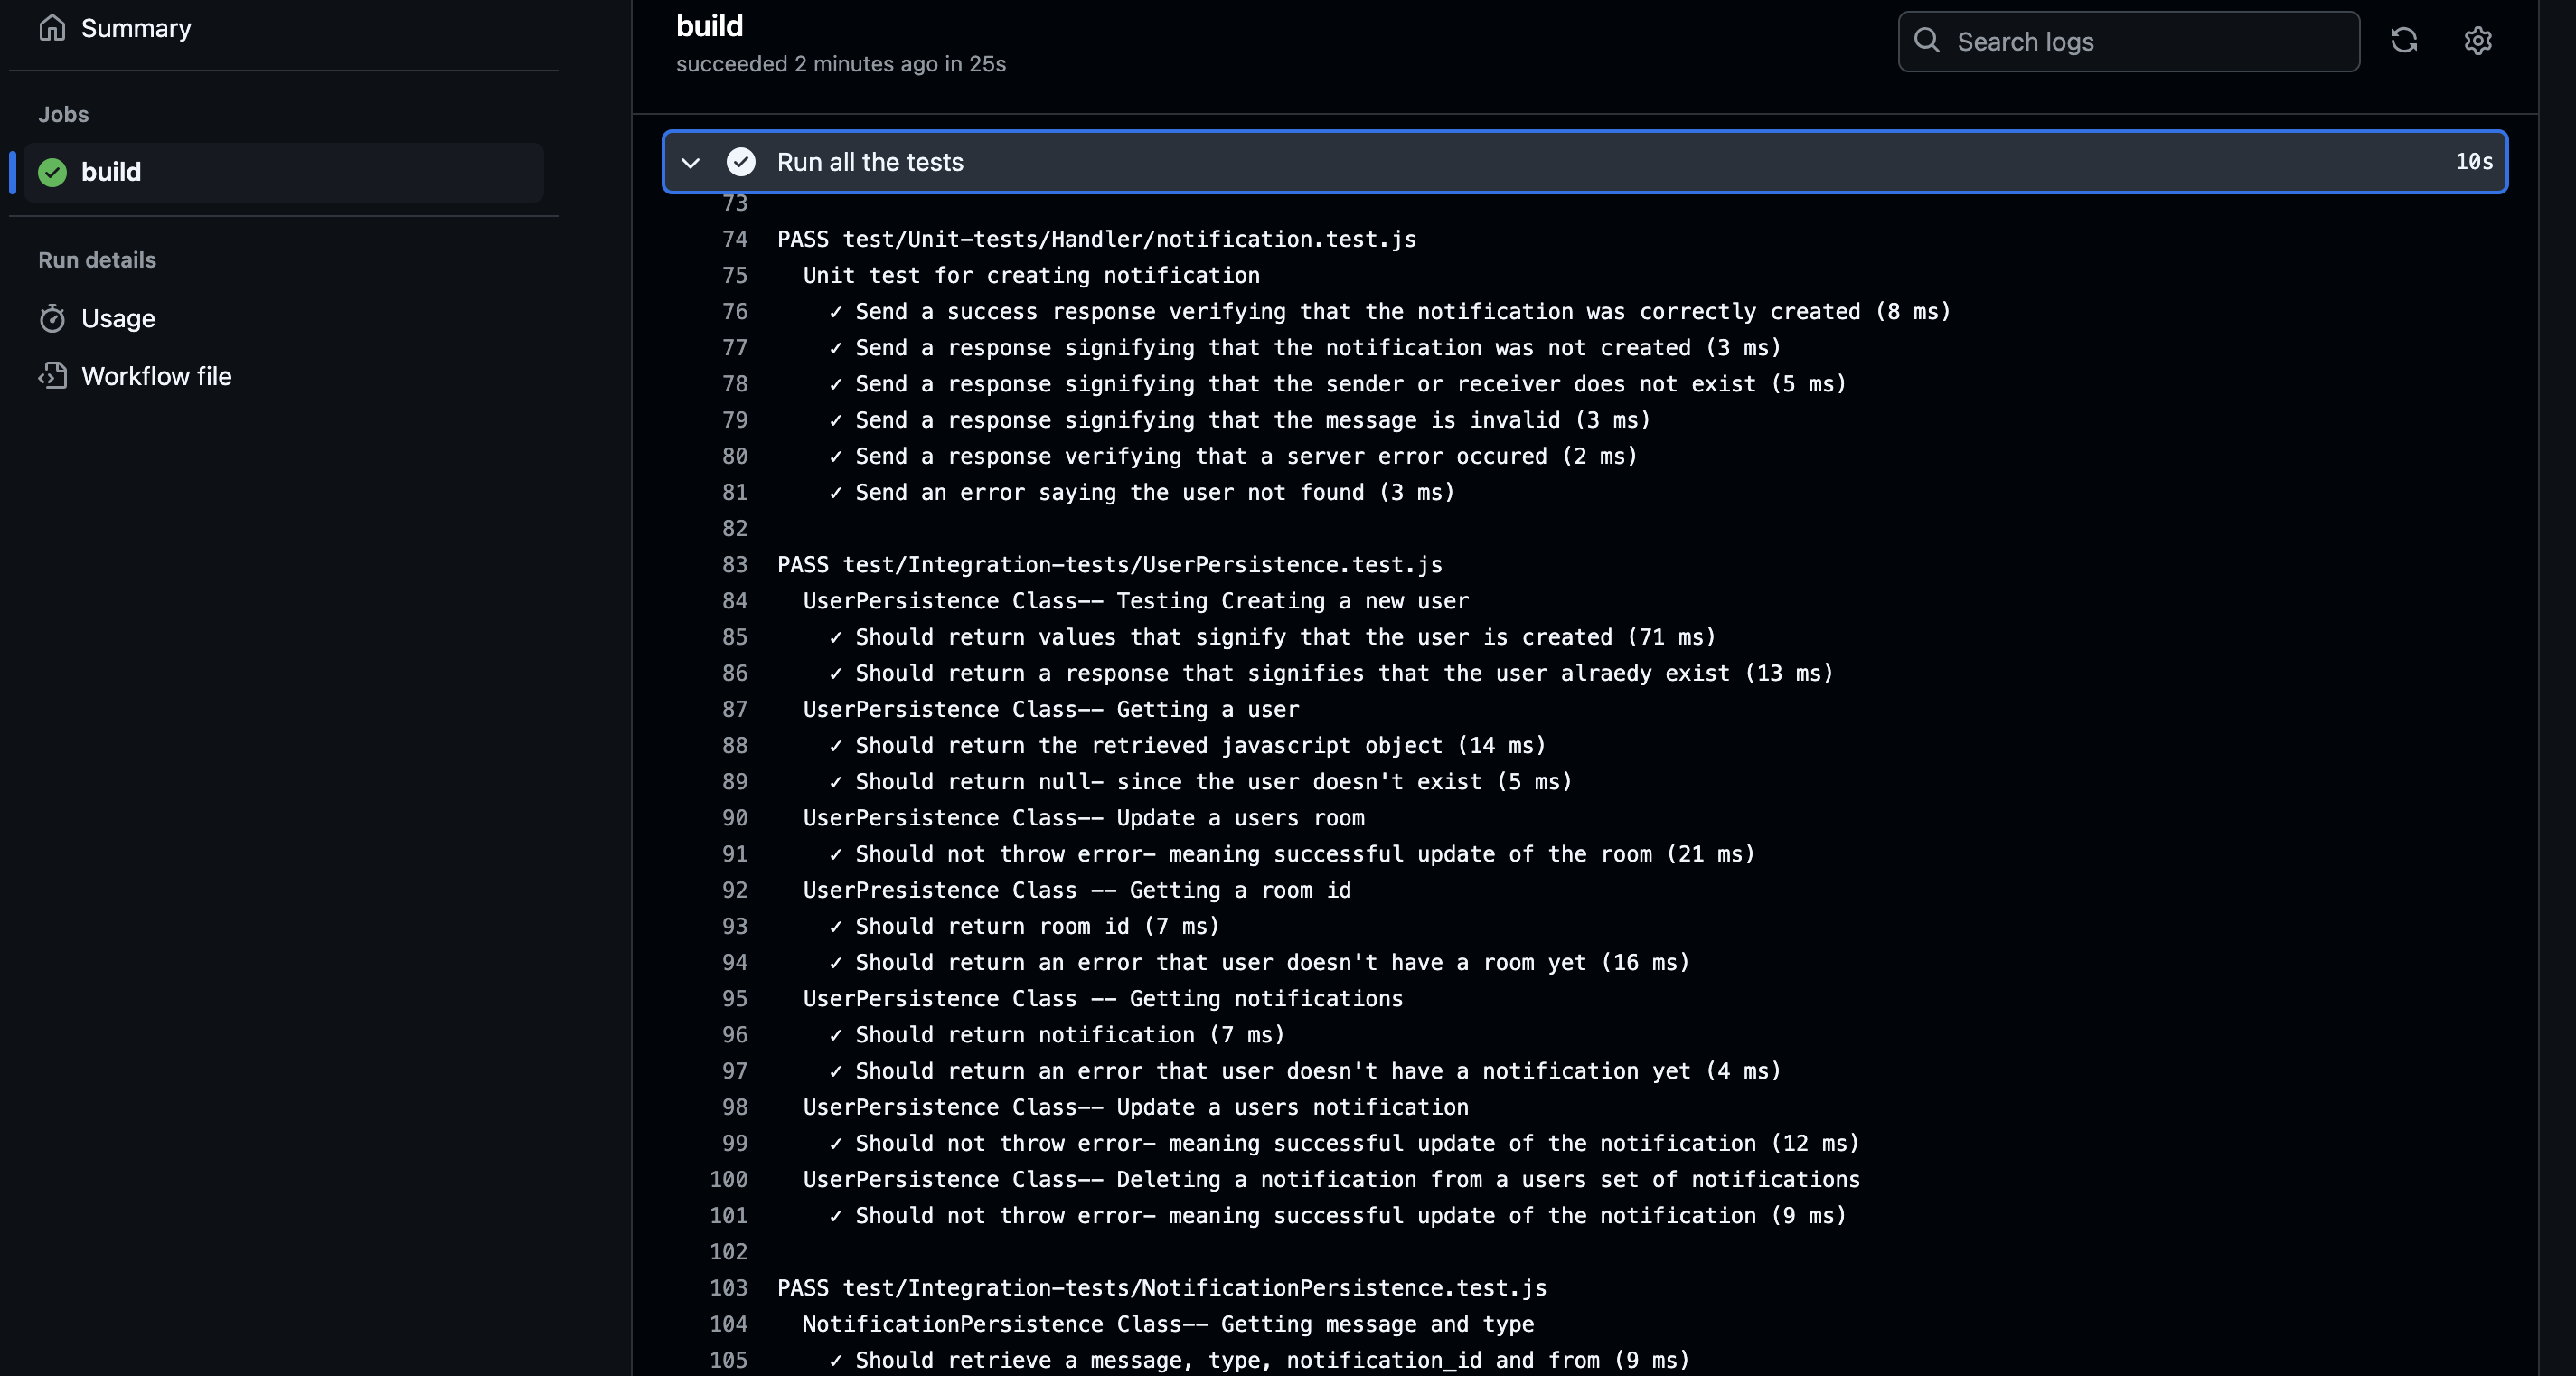 Summary
Jobs
build
Run details
Usage
Workflow file
build
succeeded 2 minutes ago in 25s
Search logs
Run all the tests 10s
73
74 PASS test/Unit-tests/Handler/notification.test.js
75 Unit test for creating notification
76 ✓ Send a success response verifying that the notification was correctly created (8 ms)
77 ✓ Send a response signifying that the notification was not created (3 ms)
78 ✓ Send a response signifying that the sender or receiver does not exist (5 ms)
79 ✓ Send a response signifying that the message is invalid (3 ms)
80 ✓ Send a response verifying that a server error occured (2 ms)
81 ✓ Send an error saying the user not found (3 ms)
82
83 PASS test/Integration-tests/UserPersistence.test.js
84 UserPersistence Class-- Testing Creating a new user
85 ✓ Should return values that signify that the user is created (71 ms)
86 ✓ Should return a response that signifies that the user alraedy exist (13 ms)
87 UserPersistence Class-- Getting a user
88 ✓ Should return the retrieved javascript object (14 ms)
89 ✓ Should return null- since the user doesn't exist (5 ms)
90 UserPersistence Class-- Update a users room
91 ✓ Should not throw error- meaning successful update of the room (21 ms)
92 UserPresistence Class -- Getting a room id
93 ✓ Should return room id (7 ms)
94 ✓ Should return an error that user doesn't have a room yet (16 ms)
95 UserPersistence Class -- Getting notifications
96 ✓ Should return notification (7 ms)
97 ✓ Should return an error that user doesn't have a notification yet (4 ms)
98 UserPersistence Class-- Update a users notification
99 ✓ Should not throw error- meaning successful update of the notification (12 ms)
100 UserPersistence Class-- Deleting a notification from a users set of notifications
101 ✓ Should not throw error- meaning successful update of the notification (9 ms)
102
103 PASS test/Integration-tests/NotificationPersistence.test.js
104 NotificationPersistence Class-- Getting message and type
105 ✓ Should retrieve a message, type, notification_id and from (9 ms)